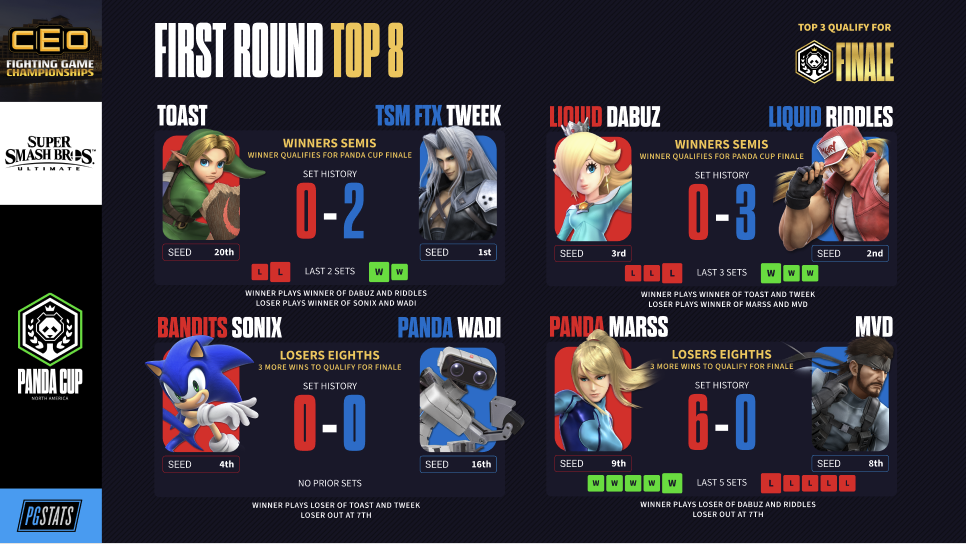 CEO
FIGHTING GAME
CHAMPIONSHIPS
SUPER
SMASH BROS.™
ULTIMATE
PANDA CUP
NORTH AMERICA
PGSTATS
FIRST ROUND TOP 8
TOP 3 QUALIFY FOR
FINALE
TOAST TSM FTX TWEEK
WINNERS SEMIS
WINNER QUALIFIES FOR PANDA CUP FINALE
SET HISTORY
0-2
SEED 20th
SEED 1st
L L LAST 2 SETS W W
WINNER PLAYS WINNER OF DABUZ AND RIDDLES
LOSER PLAYS WINNER OF SONIX AND WADI
LIQUID DABUZ LIQUID RIDDLES
WINNERS SEMIS
WINNER QUALIFIES FOR PANDA CUP FINALE
SET HISTORY
0-3
SEED 3rd
SEED 2nd
L L L LAST 3 SETS W W W
WINNER PLAYS WINNER OF TOAST AND TWEEK
LOSER PLAYS WINNER OF MARSS AND MVD
BANDITS SONIX PANDA WADI
LOSERS EIGHTHS
3 MORE WINS TO QUALIFY FOR FINALE
SET HISTORY
0-0
SEED 4th
SEED 16th
NO PRIOR SETS
WINNER PLAYS LOSER OF TOAST AND TWEEK
LOSER OUT AT 7TH
PANDA MARSS MVD
LOSERS EIGHTHS
3 MORE WINS TO QUALIFY FOR FINALE
SET HISTORY
6-0
SEED 9th
SEED 8th
W W W W W LAST 5 SETS L L L L L
WINNER PLAYS LOSER OF DABUZ AND RIDDLES
LOSER OUT AT 7TH